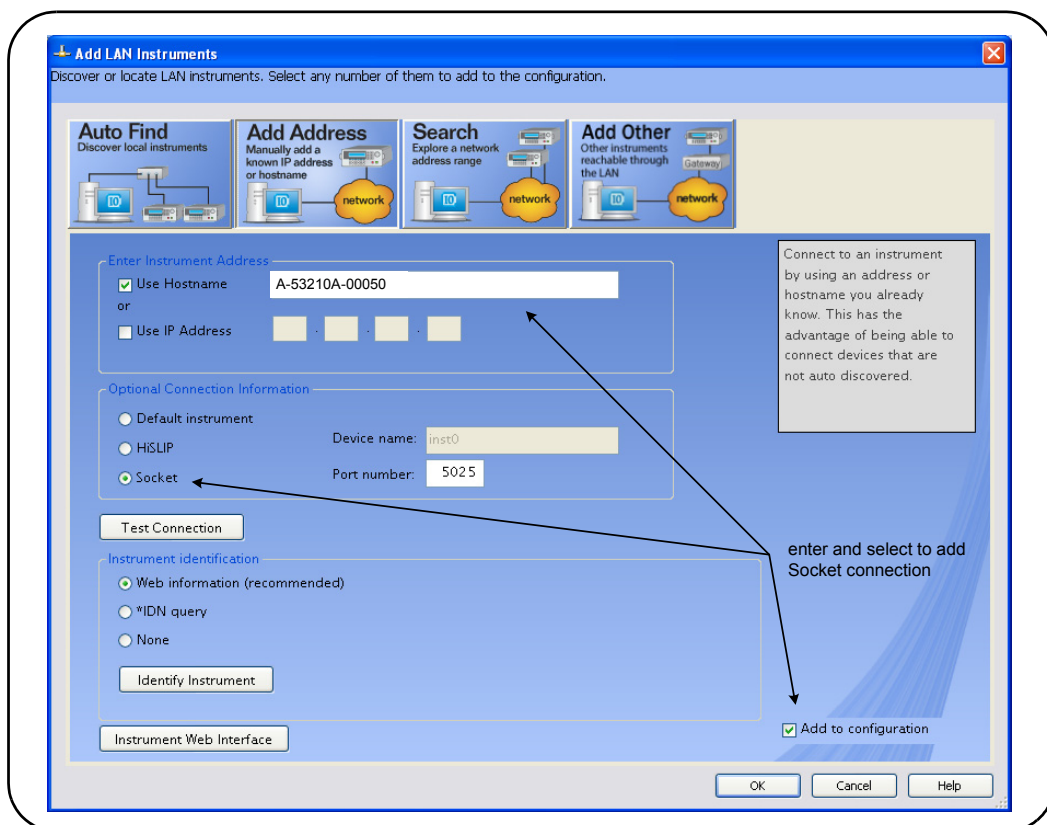 Add LAN Instruments
Discover or locate LAN instruments. Select any number of them to add to the configuration.
Auto Find
Discover local instruments
IO
Add Address
Manually add a
known IP address
or hostname
IO
network
Search
Explore a network
address range
IO
network
Add Other
Other instruments
reachable through
the LAN
Gateway
IO
network
Enter Instrument Address
Use Hostname
A-53210A-00050
or
Use IP Address
. . .
Connect to an instrument
by using an address or
hostname you already
know. This has the
advantage of being able to
connect devices that are
not auto discovered.
Optional Connection Information
Default instrument
HiSLIP
Socket
Device name: inst0
Port number: 5025
Test Connection
enter and select to add
Socket connection
Instrument identification
Web information (recommended)
*IDN query
None
Identify Instrument
Instrument Web Interface
Add to configuration
OK
Cancel
Help